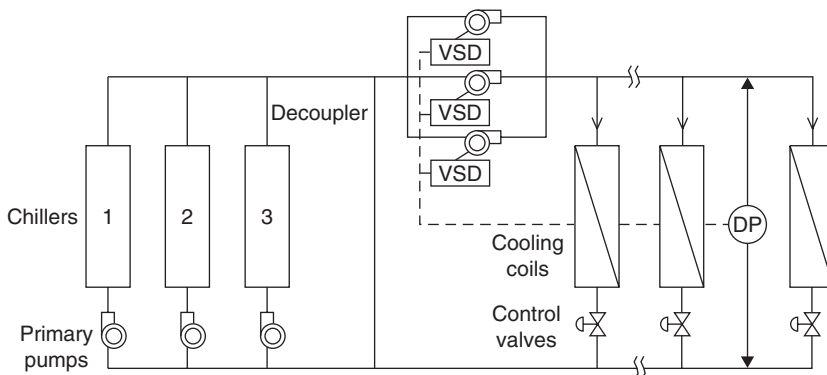 VSD
VSD
Decoupler
VSD
Chillers
1
2
3
DP
Cooling
coils
Primary
pumps
Control
valves